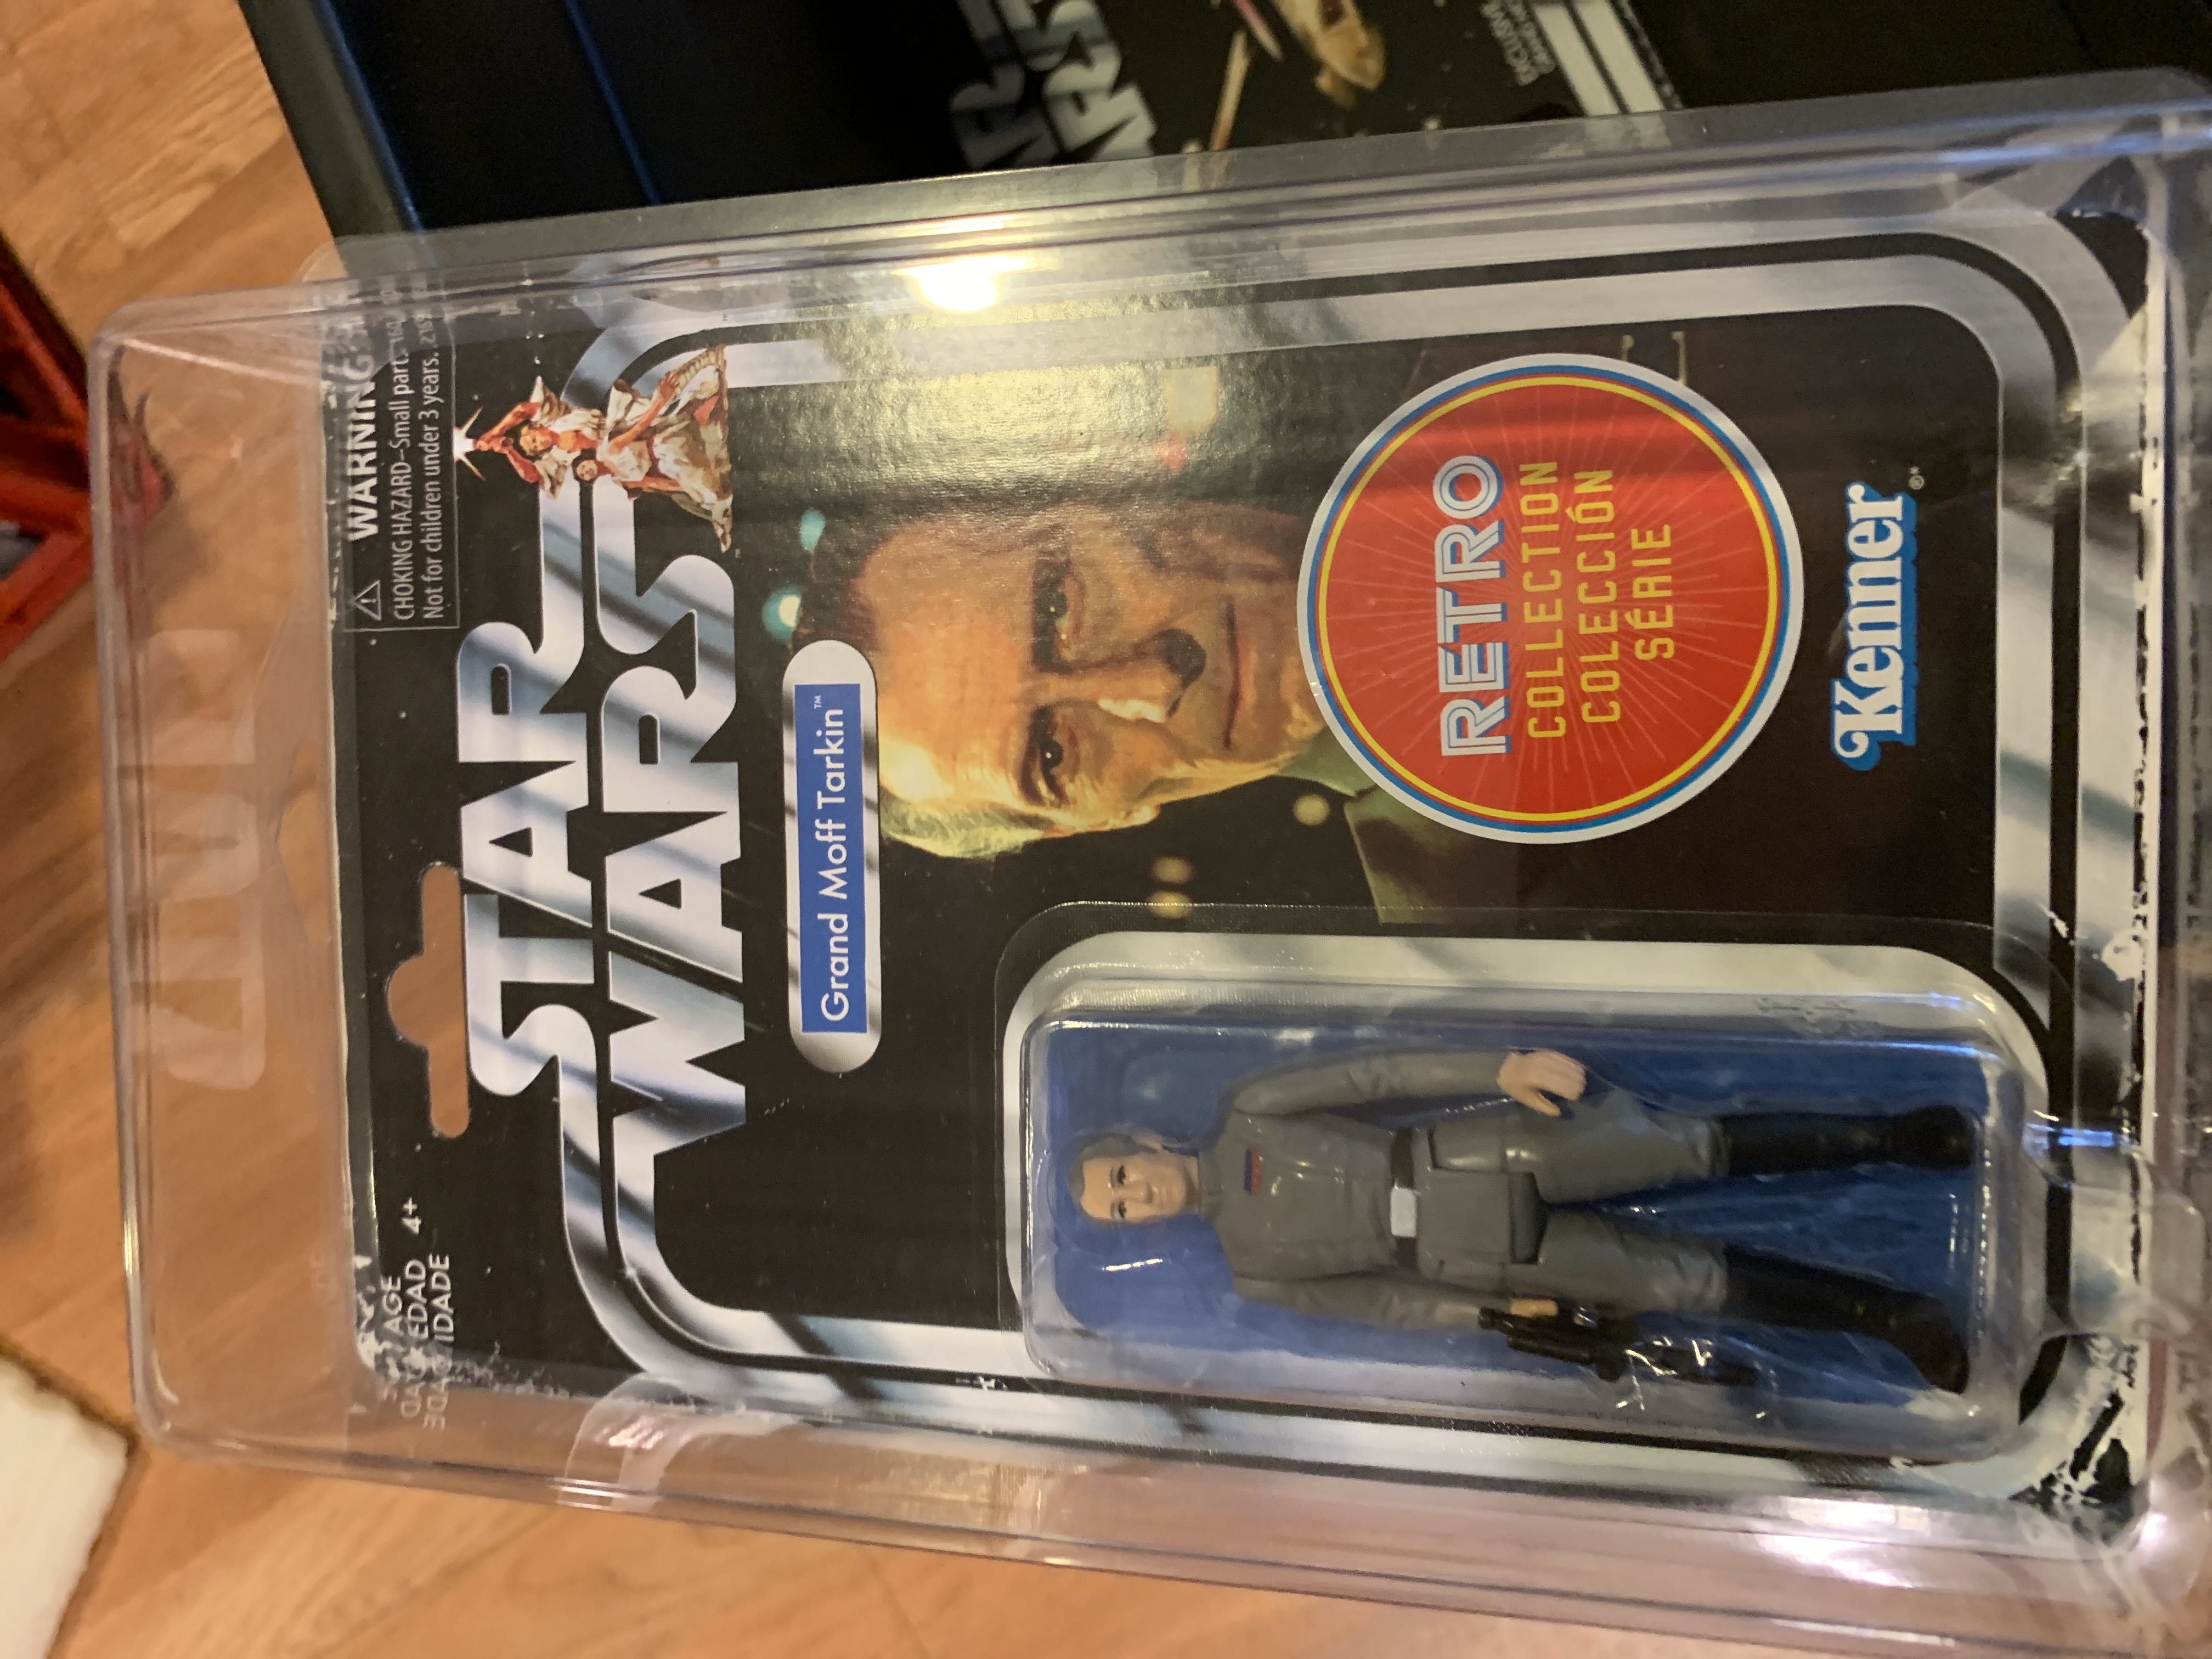 ⚠ WARNING:
CHOKING HAZARD–Small parts.
Not for children under 3 years.
AGE
EDAD 4+
IDADE
STAR
WARS™
Grand Moff Tarkin™
RETRO
COLLECTION
COLECCIÓN
SÉRIE
Kenner®